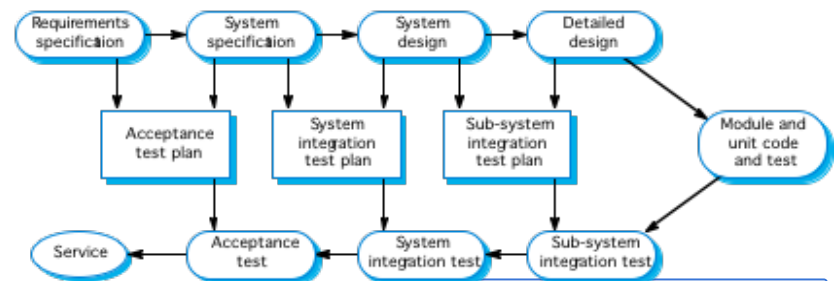 Requirements
specification
System
specification
System
design
Detailed
design
Acceptance
test plan
System
integration
test plan
Sub-system
integration
test plan
Module and
unit code
and test
Service
Acceptance
test
System
integration test
Sub-system
integration test